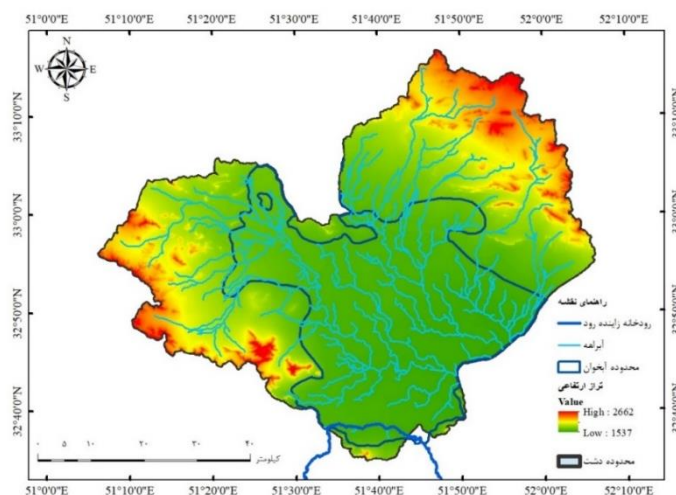 51°0'0"E 51°10'0"E 51°20'0"E 51°30'0"E 51°40'0"E 51°50'0"E 52°0'0"E 52°10'0"E
N
W E
S
33°10'0"N
33°0'0"N
32°50'0"N
32°40'0"N
راهنمای نقشه
رودخانه زاینده رود
آبراهه
محدوده آبخوان
تراز ارتفاعی
Value
High : 2662
Low : 1537
محدوده دشت
۰ ۵ ۱۰ ۲۰ ۳۰ ۴۰
کیلومتر
51°0'0"E 51°10'0"E 51°20'0"E 51°30'0"E 51°40'0"E 51°50'0"E 52°0'0"E 52°10'0"E